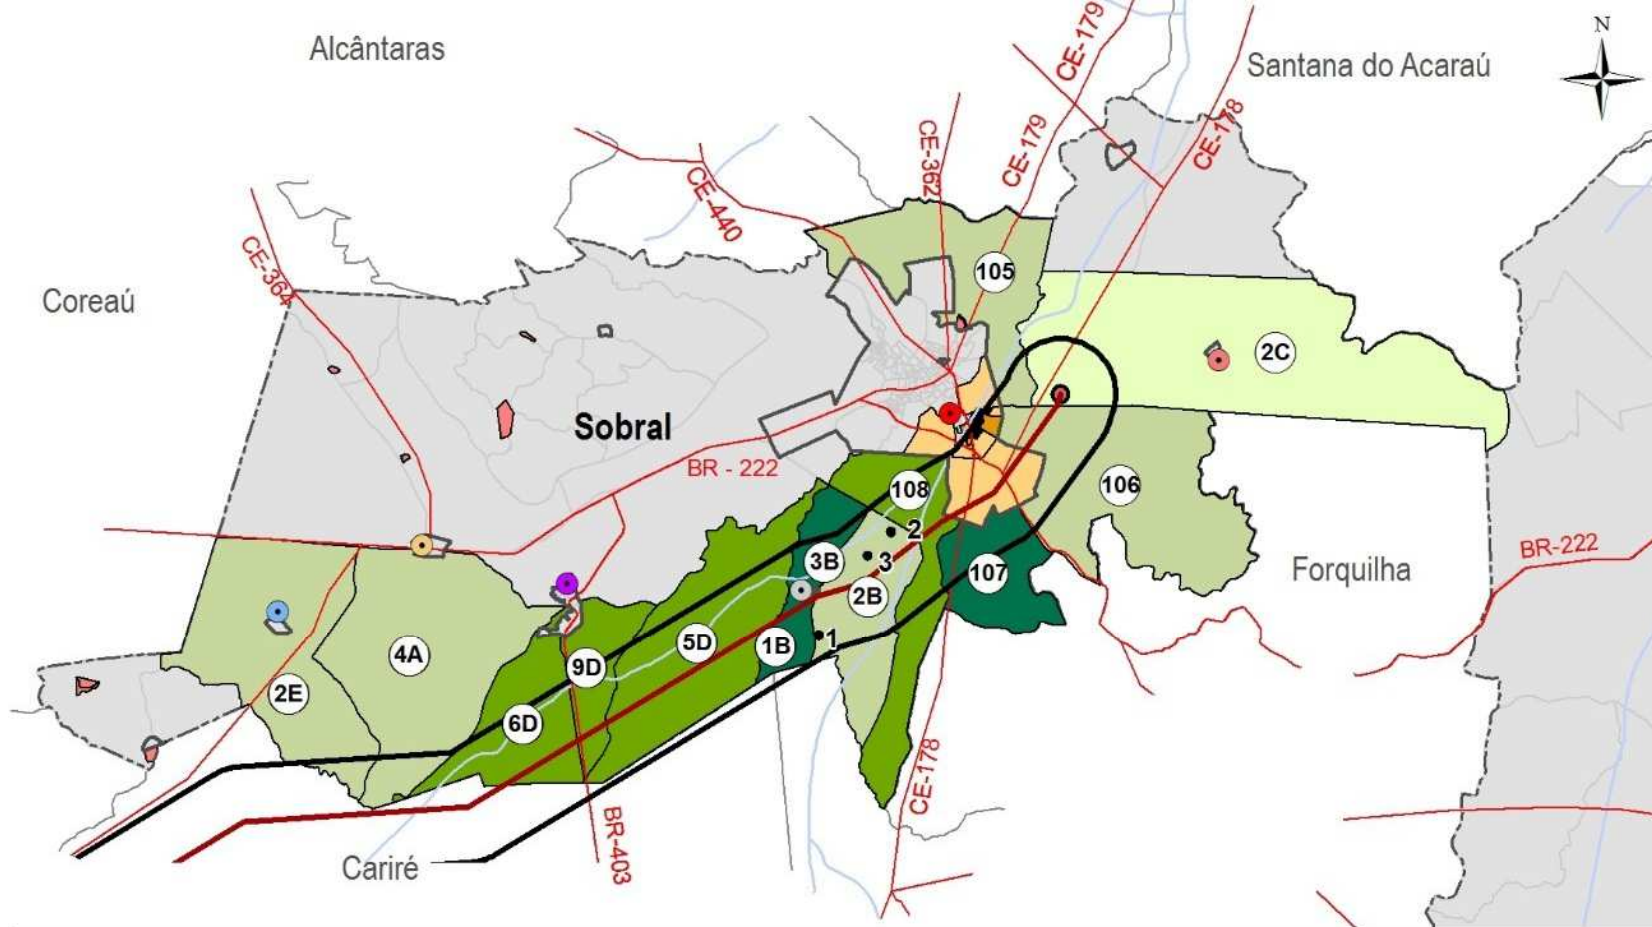 CE-179
N
Alcântaras
Santana do Acaraú
CE-178
CE-179
CE-362
CE-440
CE-364
105
Coreaú
2C
Sobral
BR - 222
106
108
2
BR-222
3B
3
107
Forquilha
2B
1
5D
1B
4A
9D
2E
6D
CE-178
BR-403
Cariré